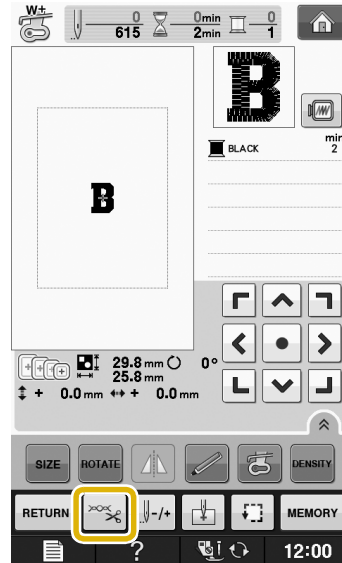 W+
0 0min 0
615 2min 1
B
min
BLACK 2
B
29.8 mm 0°
25.8 mm
+ 0.0 mm + 0.0 mm
SIZE ROTATE DENSITY
RETURN -/+ MEMORY
? 12:00